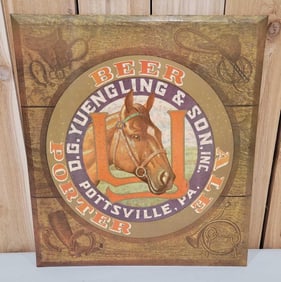 BEER
D.G. YUENGLING & SON, INC.
PORTER
ALE
POTTSVILLE, PA.